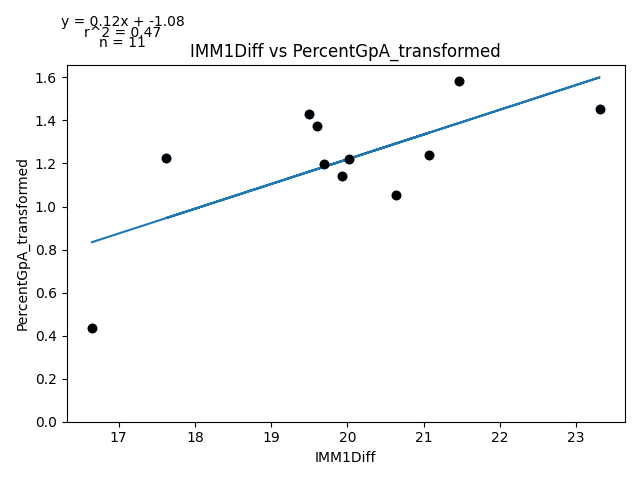 y = 0.12x + -1.08
r^2 = 0.47
n = 11
IMM1Diff vs PercentGpA_transformed
1.6
1.4
1.2
1.0
0.8
0.6
0.4
0.2
0.0
PercentGpA_transformed
17 18 19 20 21 22 23
IMM1Diff